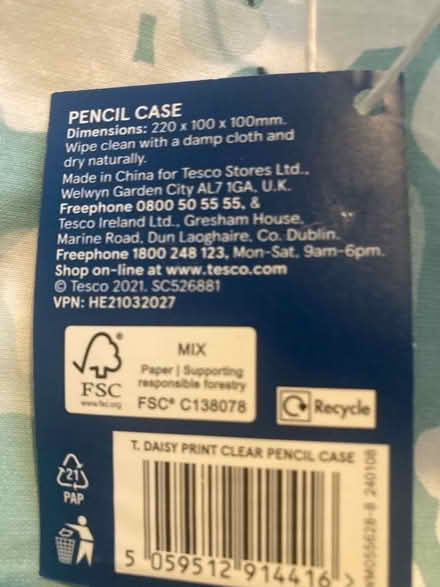 PENCIL CASE
Dimensions: 220 x 100 x 100mm.
Wipe clean with a damp cloth and
dry naturally.
Made in China for Tesco Stores Ltd.,
Welwyn Garden City AL7 1GA, U.K.
Freephone 0800 50 55 55, &
Tesco Ireland Ltd., Gresham House,
Marine Road, Dun Laoghaire, Co. Dublin.
Freephone 1800 248 123, Mon-Sat, 9am-6pm.
Shop on-line at www.tesco.com
© Tesco 2021. SC526881
VPN: HE21032027
FSC
www.fsc.org
MIX
Paper | Supporting
responsible forestry
FSC® C138078
Recycle
21
PAP
T. DAISY PRINT CLEAR PENCIL CASE
5 059512 914416 >
M055628-8 240108